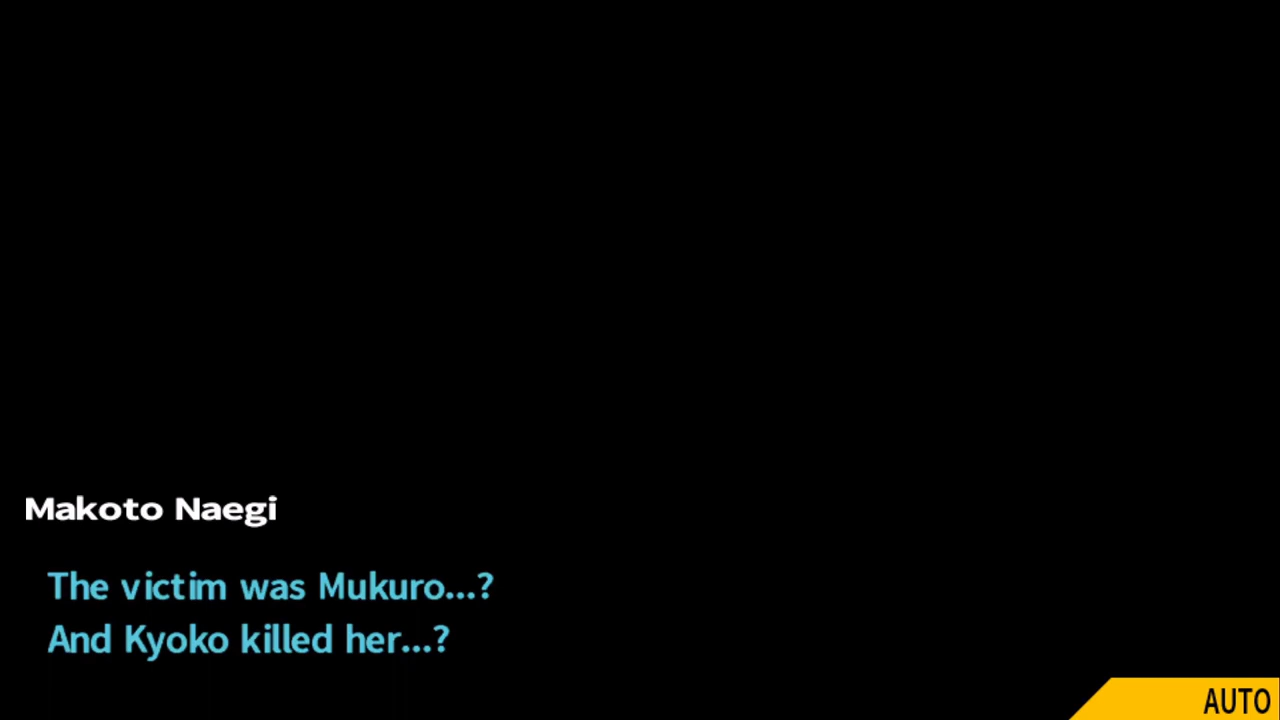 Makoto Naegi
The victim was Mukuro...?
And Kyoko killed her...?
AUTO